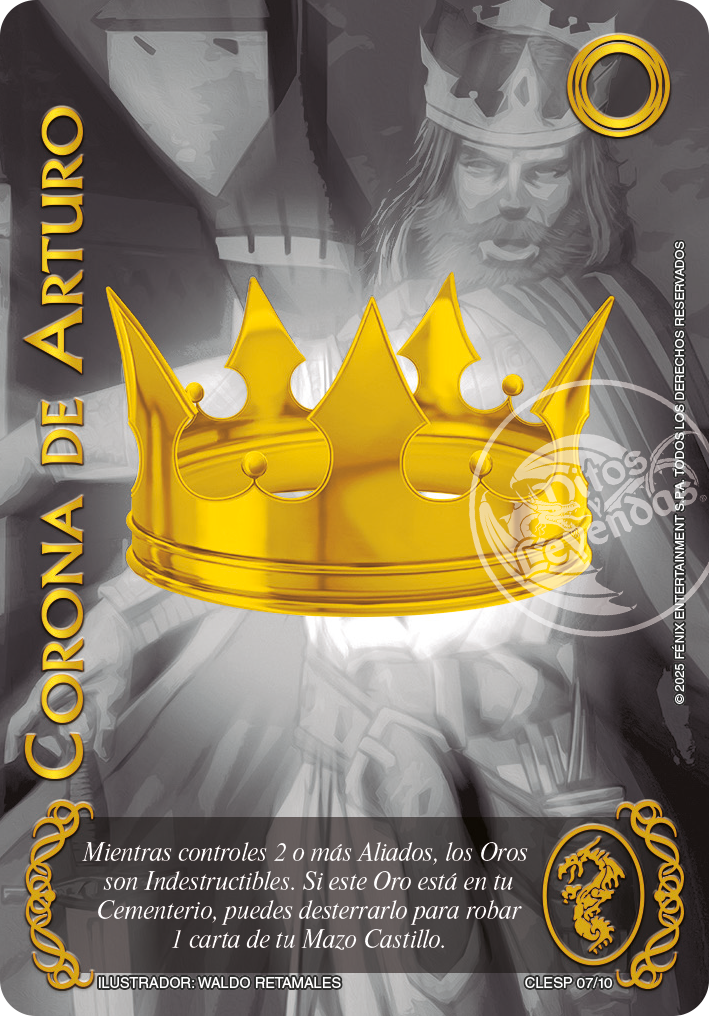 CORONA DE ARTURO
© 2025 FÉNIX ENTERTAINMENT S.P.A. TODOS LOS DERECHOS RESERVADOS
Mitos
y
Leyendas®
Mientras controles 2 o más Aliados, los Oros
son Indestructibles. Si este Oro está en tu
Cementerio, puedes desterrarlo para robar
1 carta de tu Mazo Castillo.
ILUSTRADOR: WALDO RETAMALES
CLESP 07/10